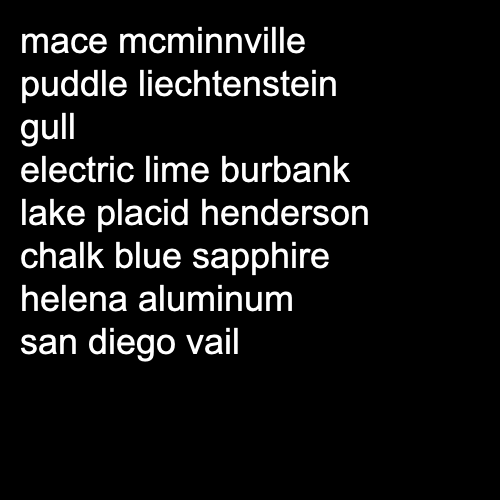 mace mcminnville
puddle liechtenstein
gull
electric lime burbank
lake placid henderson
chalk blue sapphire
helena aluminum
san diego vail